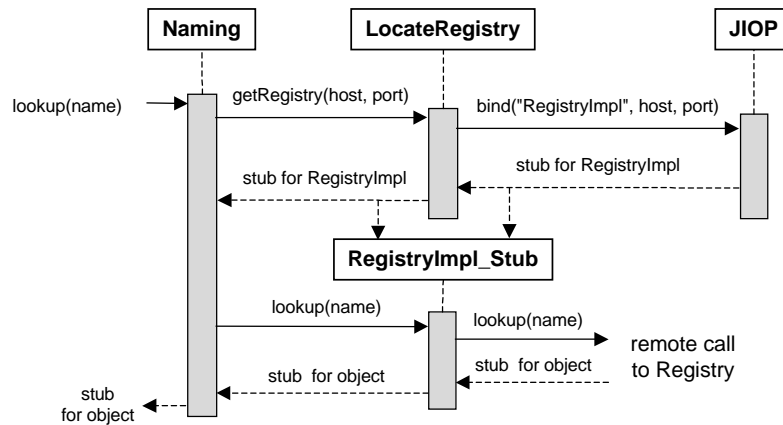 Naming
LocateRegistry
JIOP
lookup(name)
getRegistry(host, port)
bind("RegistryImpl", host, port)
stub for RegistryImpl
stub for RegistryImpl
RegistryImpl_Stub
lookup(name)
lookup(name)
remote call
to Registry
stub for object
stub for object
stub
for object